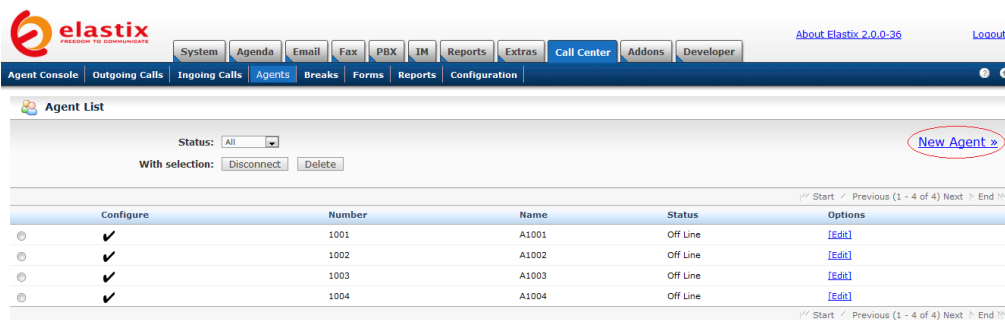 elastix
FREEDOM TO COMMUNICATE
About Elastix 2.0.0-36
Logout
System Agenda Email Fax PBX IM Reports Extras Call Center Addons Developer
Agent Console Outgoing Calls Ingoing Calls Agents Breaks Forms Reports Configuration
Agent List
Status: All
New Agent »
With selection: Disconnect Delete
Start Previous (1 - 4 of 4) Next End
Configure Number Name Status Options
1001 A1001 Off Line [Edit]
1002 A1002 Off Line [Edit]
1003 A1003 Off Line [Edit]
1004 A1004 Off Line [Edit]
Start Previous (1 - 4 of 4) Next End